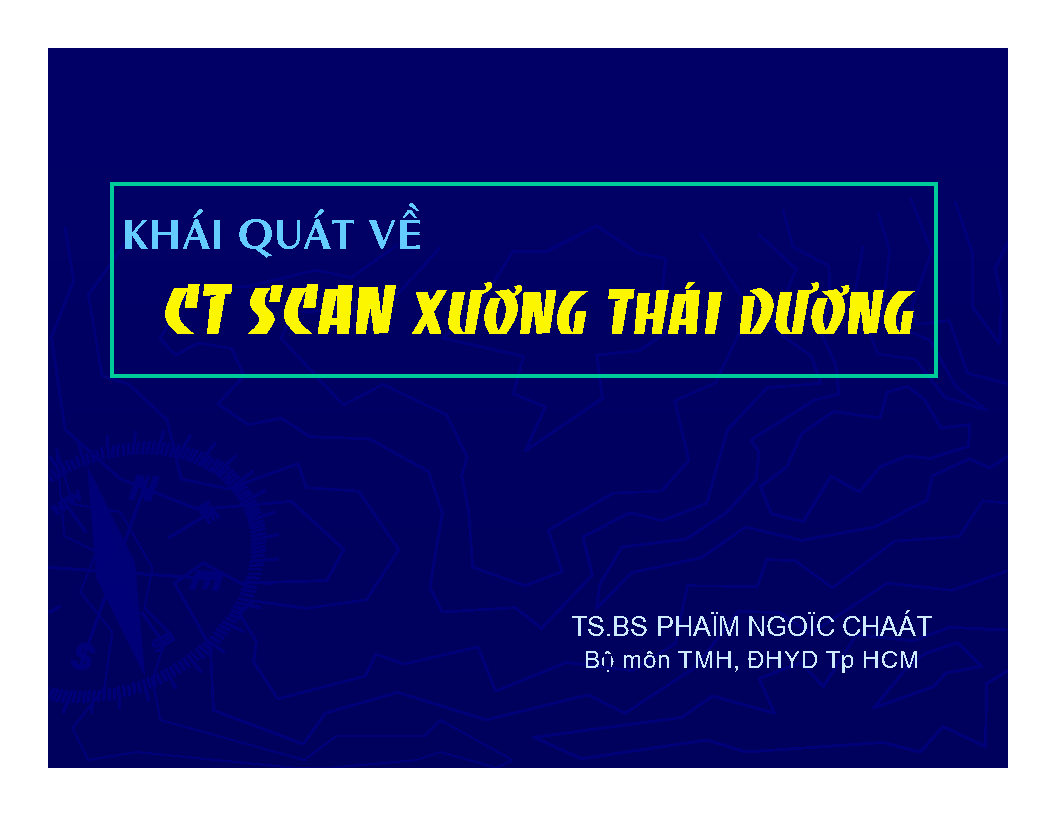 KHÁI QUÁT VỀ
CT SCAN XƯƠNG THÁI DƯƠNG
TS.BS PHAÏM NGOÏC CHAÁT
Bộ môn TMH, ĐHYD Tp HCM
N
S